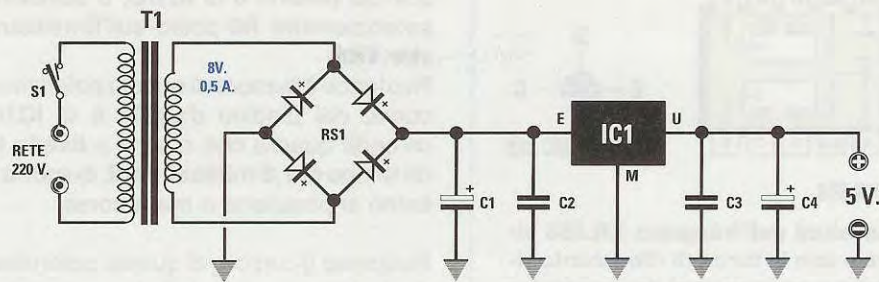 T1
S1
RETE
220 V.
8V.
0,5 A.
RS1
C1
C2
E
IC1
U
M
C3
C4
5 V.